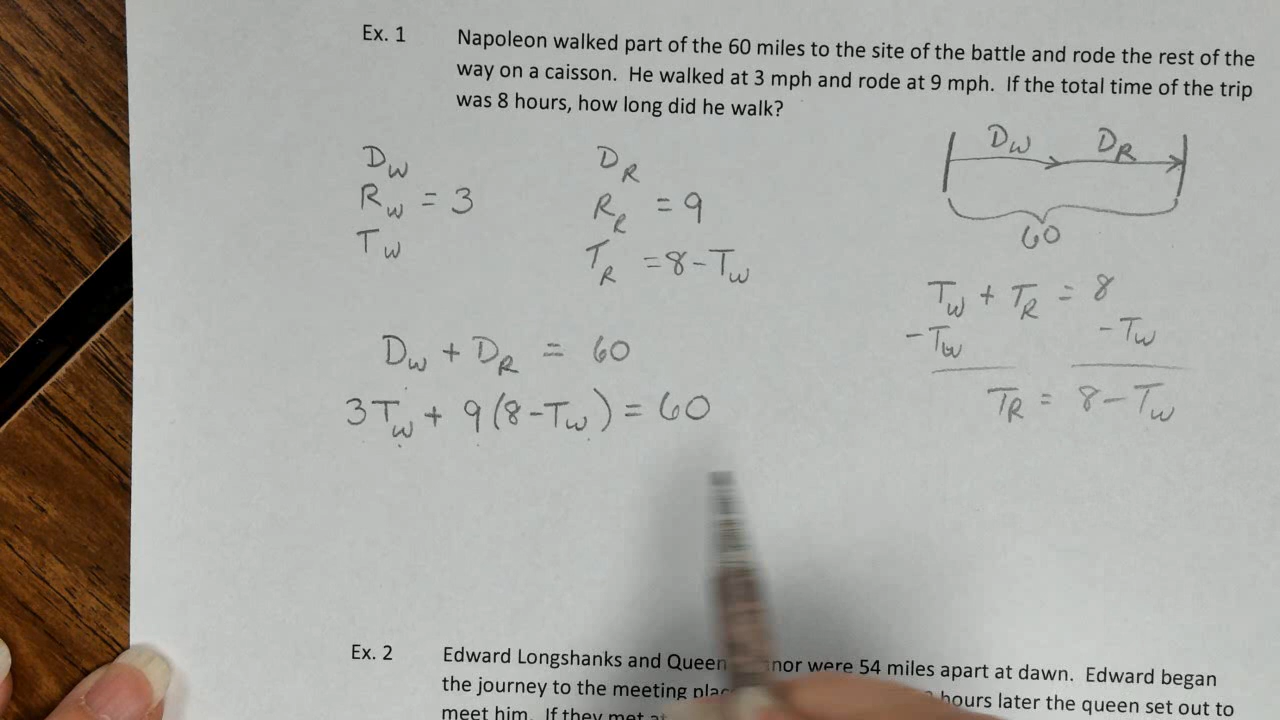 Ex. 1 Napoleon walked part of the 60 miles to the site of the battle and rode the rest of the
way on a caisson. He walked at 3 mph and rode at 9 mph. If the total time of the trip
was 8 hours, how long did he walk?
D_W
R_W = 3
T_W
D_R
R_R = 9
T_R = 8 - T_W
D_W D_R
60
T_W + T_R = 8
-T_W -T_W
T_R = 8 - T_W
D_W + D_R = 60
3T_W + 9(8 - T_W) = 60
Ex. 2 Edward Longshanks and Queen were 54 miles apart at dawn. Edward began
the journey to the meeting hours later the queen set out to
meet him. If they met